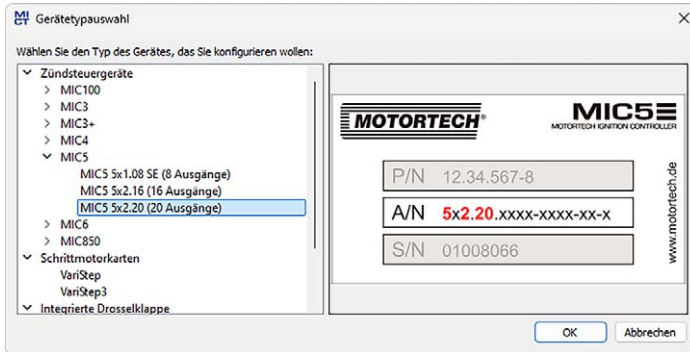 MICT Gerätetypauswahl
Wählen Sie den Typ des Gerätes, das Sie konfigurieren wollen:
Zündsteuergeräte
MIC100
MIC3
MIC3+
MIC4
MIC5
MIC5 5x1.08 SE (8 Ausgänge)
MIC5 5x2.16 (16 Ausgänge)
MIC5 5x2.20 (20 Ausgänge)
MIC6
MIC850
Schrittmotorkarten
VariStep
VariStep3
Integrierte Drosselklappe
MOTORTECH®
MIC5
MOTORTECH IGNITION CONTROLLER
P/N 12.34.567-8
A/N 5x2.20.xxxx-xxxx-xx-x
S/N 01008066
www.motortech.de
OK
Abbrechen